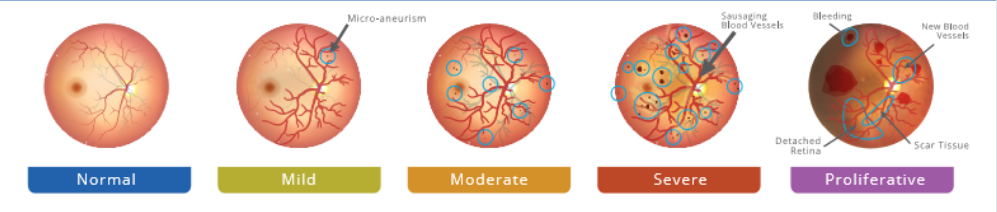 Micro-aneurism
Sausaging
Blood Vessels
Bleeding
New Blood
Vessels
Detached
Retina
Scar Tissue
Normal
Mild
Moderate
Severe
Proliferative